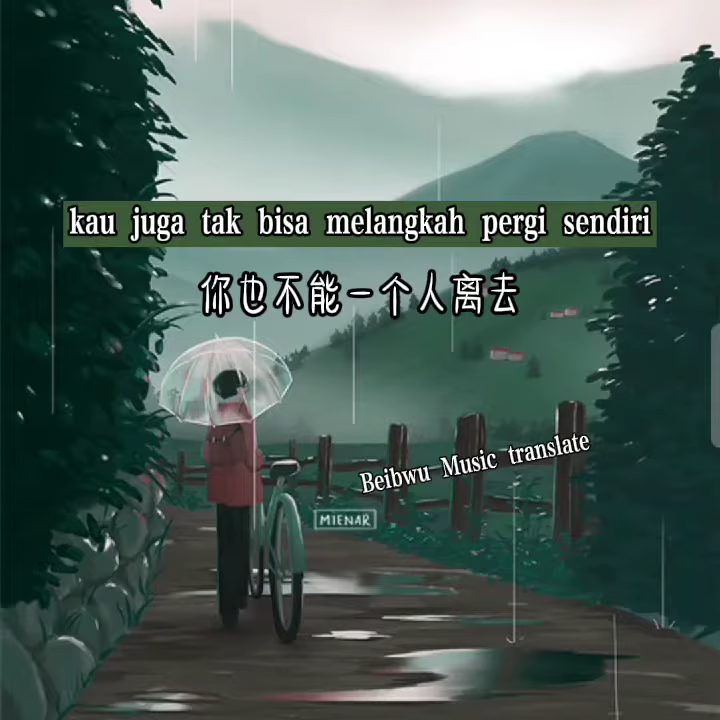 kau juga tak bisa melangkah pergi sendiri
你也不能一个人离去
Beibwu Music translate
MIENAR